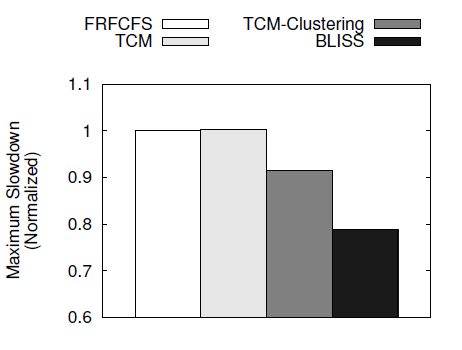 FRFCFS
TCM
TCM-Clustering
BLISS
Maximum Slowdown
(Normalized)
1.1
1
0.9
0.8
0.7
0.6